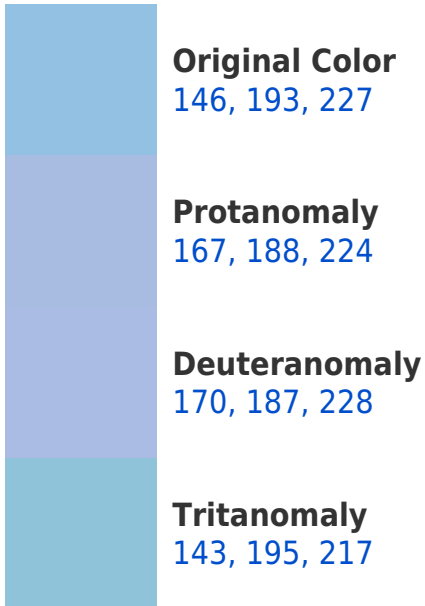 Original Color
146, 193, 227
Protanomaly
167, 188, 224
Deuteranomaly
170, 187, 228
Tritanomaly
143, 195, 217